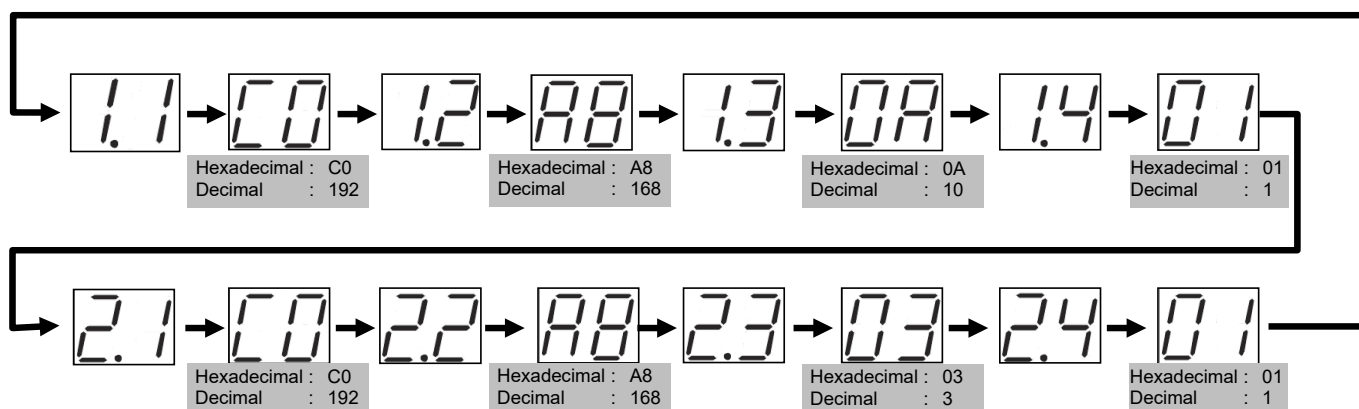 1.1 C0 1.2 A8 1.3 0A 1.4 01
Hexadecimal : C0
Decimal : 192
Hexadecimal : A8
Decimal : 168
Hexadecimal : 0A
Decimal : 10
Hexadecimal : 01
Decimal : 1
2.1 C0 2.2 A8 2.3 03 2.4 01
Hexadecimal : C0
Decimal : 192
Hexadecimal : A8
Decimal : 168
Hexadecimal : 03
Decimal : 3
Hexadecimal : 01
Decimal : 1